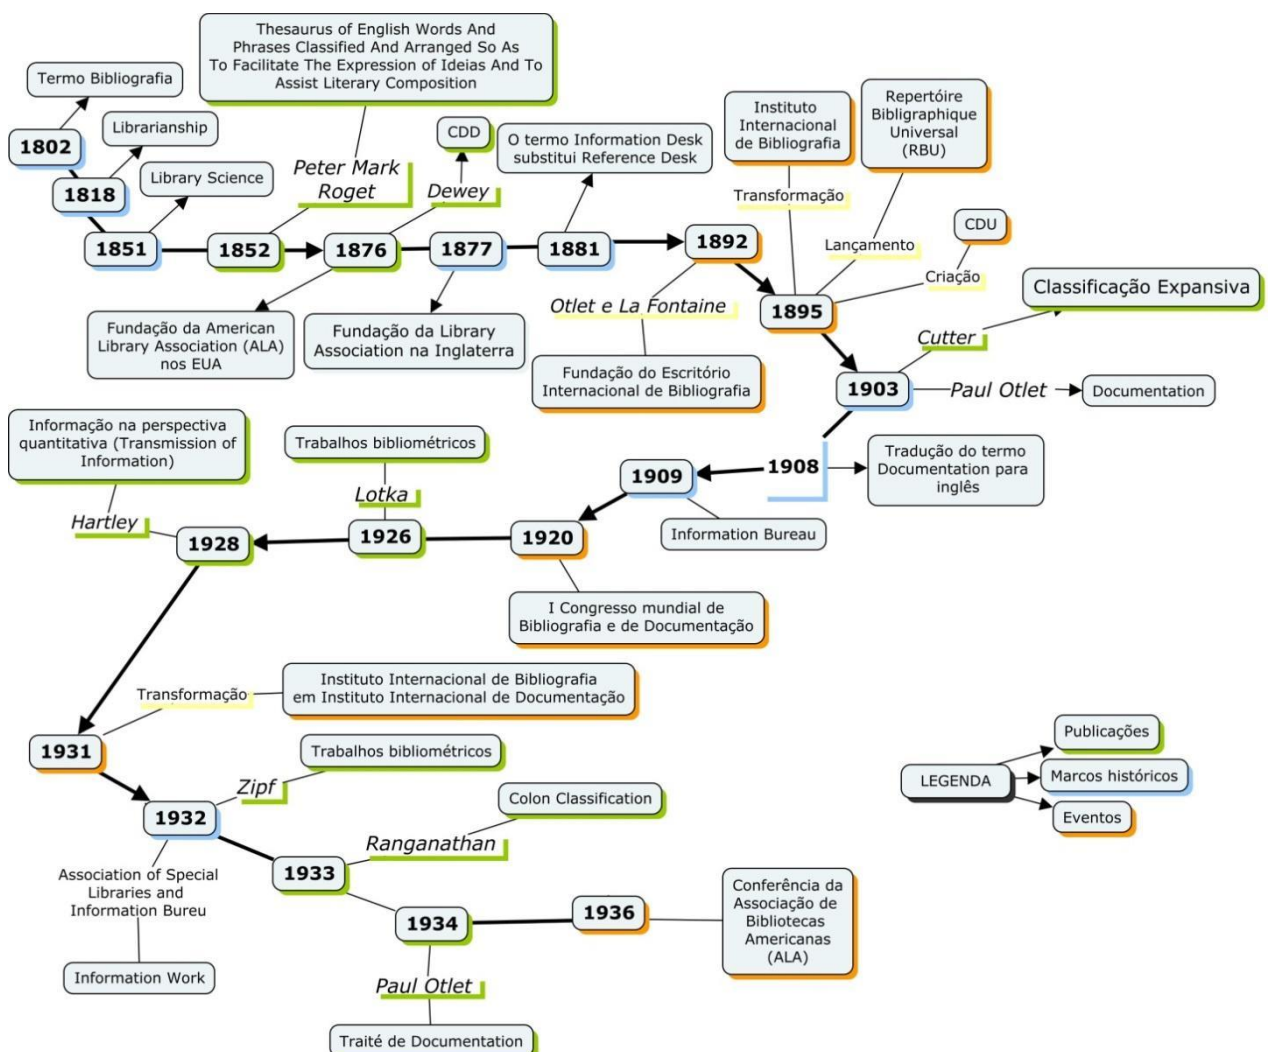 Thesaurus of English Words And
Phrases Classified And Arranged So As
To Facilitate The Expression of Ideias And To
Assist Literary Composition
Termo Bibliografia
1802
Librarianship
1818
Library Science
1851
1852
Peter Mark
Roget
CDD
Dewey
1876
1877
O termo Information Desk
substitui Reference Desk
1881
1892
Instituto
Internacional
de Bibliografia
Transformação
Repertóire
Bibligraphique
Universal
(RBU)
Lançamento
CDU
Criação
1895
Fundação da American
Library Association (ALA)
nos EUA
Fundação da Library
Association na Inglaterra
Otlet e La Fontaine
Fundação do Escritório
Internacional de Bibliografia
Classificação Expansiva
Cutter
1903
Paul Otlet
Documentation
1908
Tradução do termo
Documentation para
inglês
1909
Information Bureau
1920
I Congresso mundial de
Bibliografia e de Documentação
Trabalhos bibliométricos
Lotka
1926
Informação na perspectiva
quantitativa (Transmission of
Information)
Hartley
1928
Transformação
Instituto Internacional de Bibliografia
em Instituto Internacional de Documentação
1931
Trabalhos bibliométricos
Zipf
1932
Association of Special
Libraries and
Information Bureu
Information Work
Colon Classification
Ranganathan
1933
1934
Paul Otlet
Traité de Documentation
1936
Conferência da
Associação de
Bibliotecas
Americanas
(ALA)
LEGENDA
Publicações
Marcos históricos
Eventos